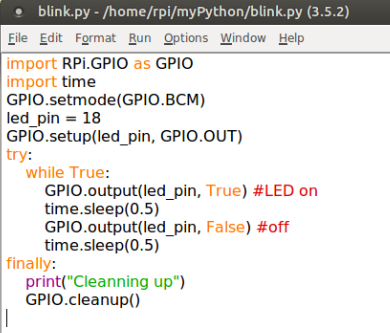 blink.py - /home/rpi/myPython/blink.py (3.5.2)
File Edit Format Run Options Window Help
import RPi.GPIO as GPIO
import time
GPIO.setmode(GPIO.BCM)
led_pin = 18
GPIO.setup(led_pin, GPIO.OUT)
try:
    while True:
        GPIO.output(led_pin, True) #LED on
        time.sleep(0.5)
        GPIO.output(led_pin, False) #off
        time.sleep(0.5)
finally:
    print("Cleanning up")
    GPIO.cleanup()